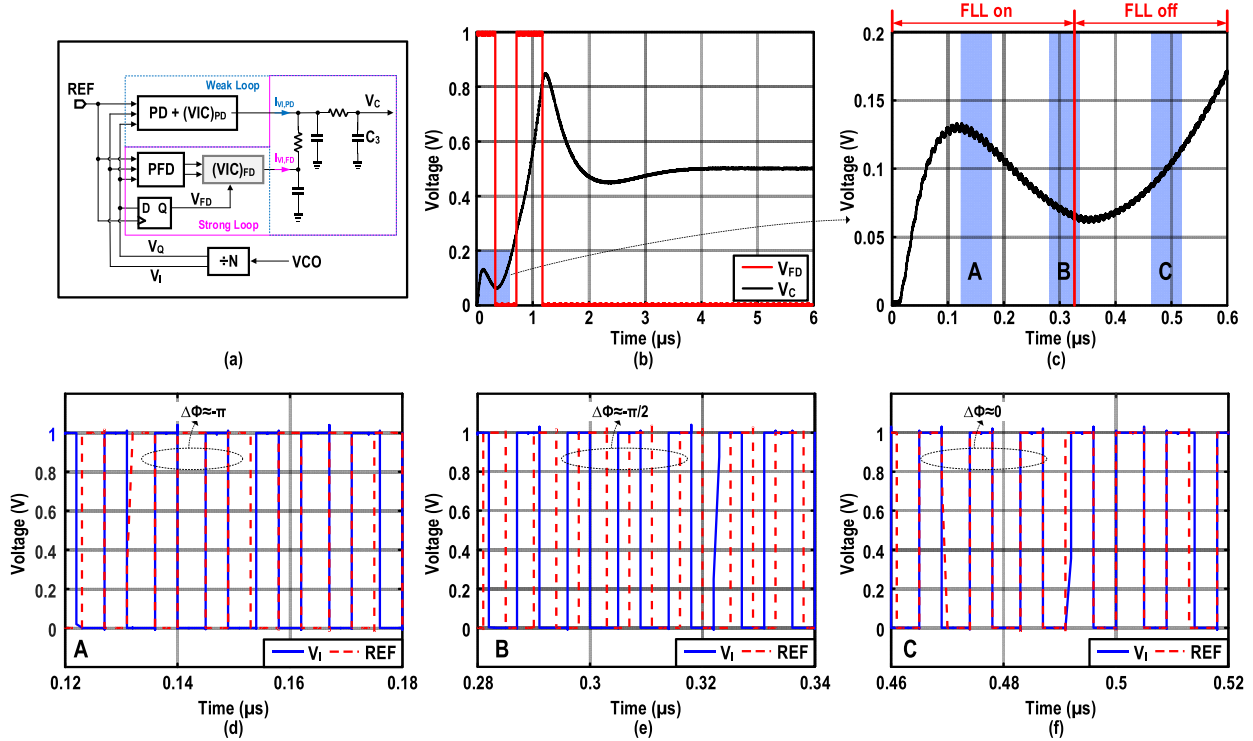 REF
Weak Loop
PD + (VIC)PD
IVI,PD
VC
C3
PFD
(VIC)FD
IVI,FD
D Q
VFD
Strong Loop
VQ
VI
÷N
VCO
(a)
Voltage (V)
1
0.8
0.6
0.4
0.2
0
VFD
VC
0 1 2 3 4 5 6
Time (µs)
(b)
FLL on FLL off
Voltage (V)
0.2
0.15
0.1
0.05
0
A B C
0 0.1 0.2 0.3 0.4 0.5 0.6
Time (µs)
(c)
ΔΦ≈-π
Voltage (V)
1
0.8
0.6
0.4
0.2
0
A
VI REF
0.12 0.14 0.16 0.18
Time (µs)
(d)
ΔΦ≈-π/2
Voltage (V)
1
0.8
0.6
0.4
0.2
0
B
VI REF
0.28 0.3 0.32 0.34
Time (µs)
(e)
ΔΦ≈0
Voltage (V)
1
0.8
0.6
0.4
0.2
0
C
VI REF
0.46 0.48 0.5 0.52
Time (µs)
(f)